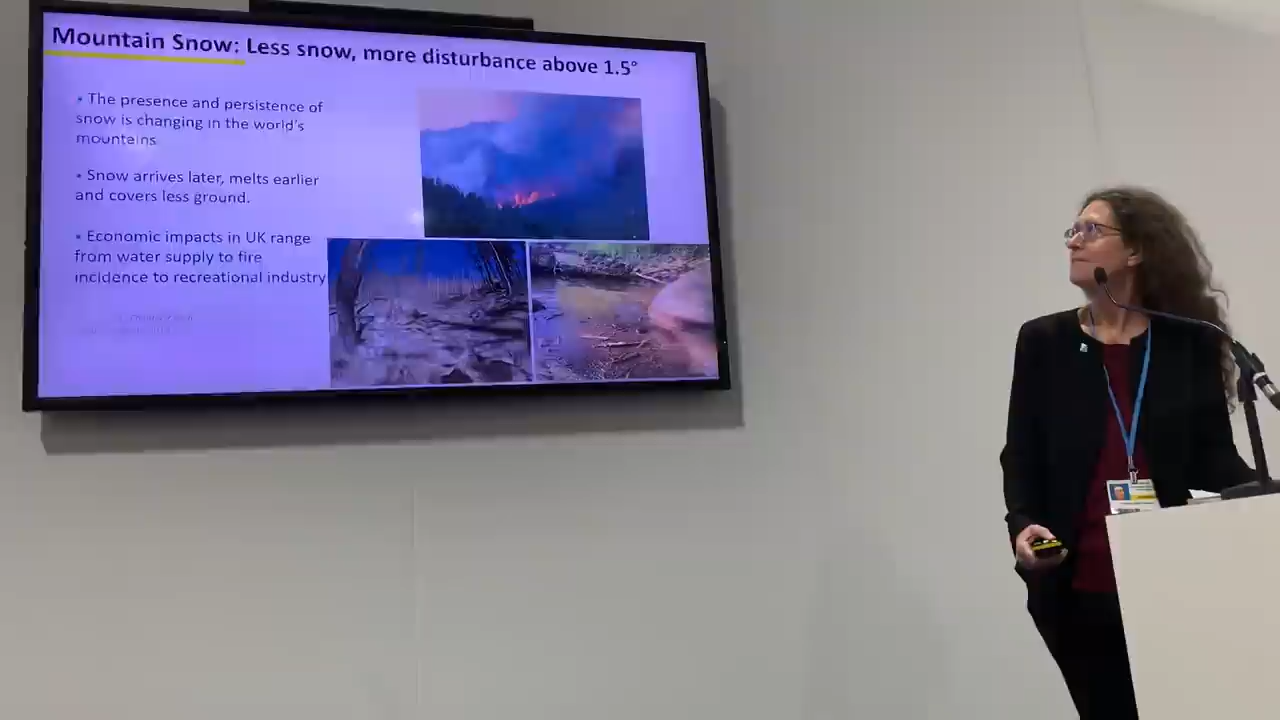 Mountain Snow: Less snow, more disturbance above 1.5°
• The presence and persistence of
snow is changing in the world's
mountains
• Snow arrives later, melts earlier
and covers less ground.
• Economic impacts in UK range
from water supply to fire
incidence to recreational industry